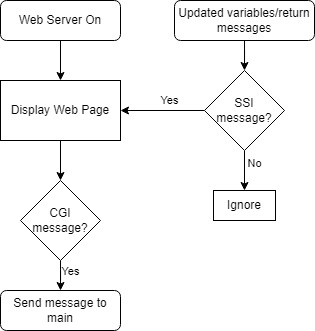 Web Server On
Updated variables/return
messages
Display Web Page
Yes
SSI
message?
No
Ignore
CGI
message?
Yes
Send message to
main